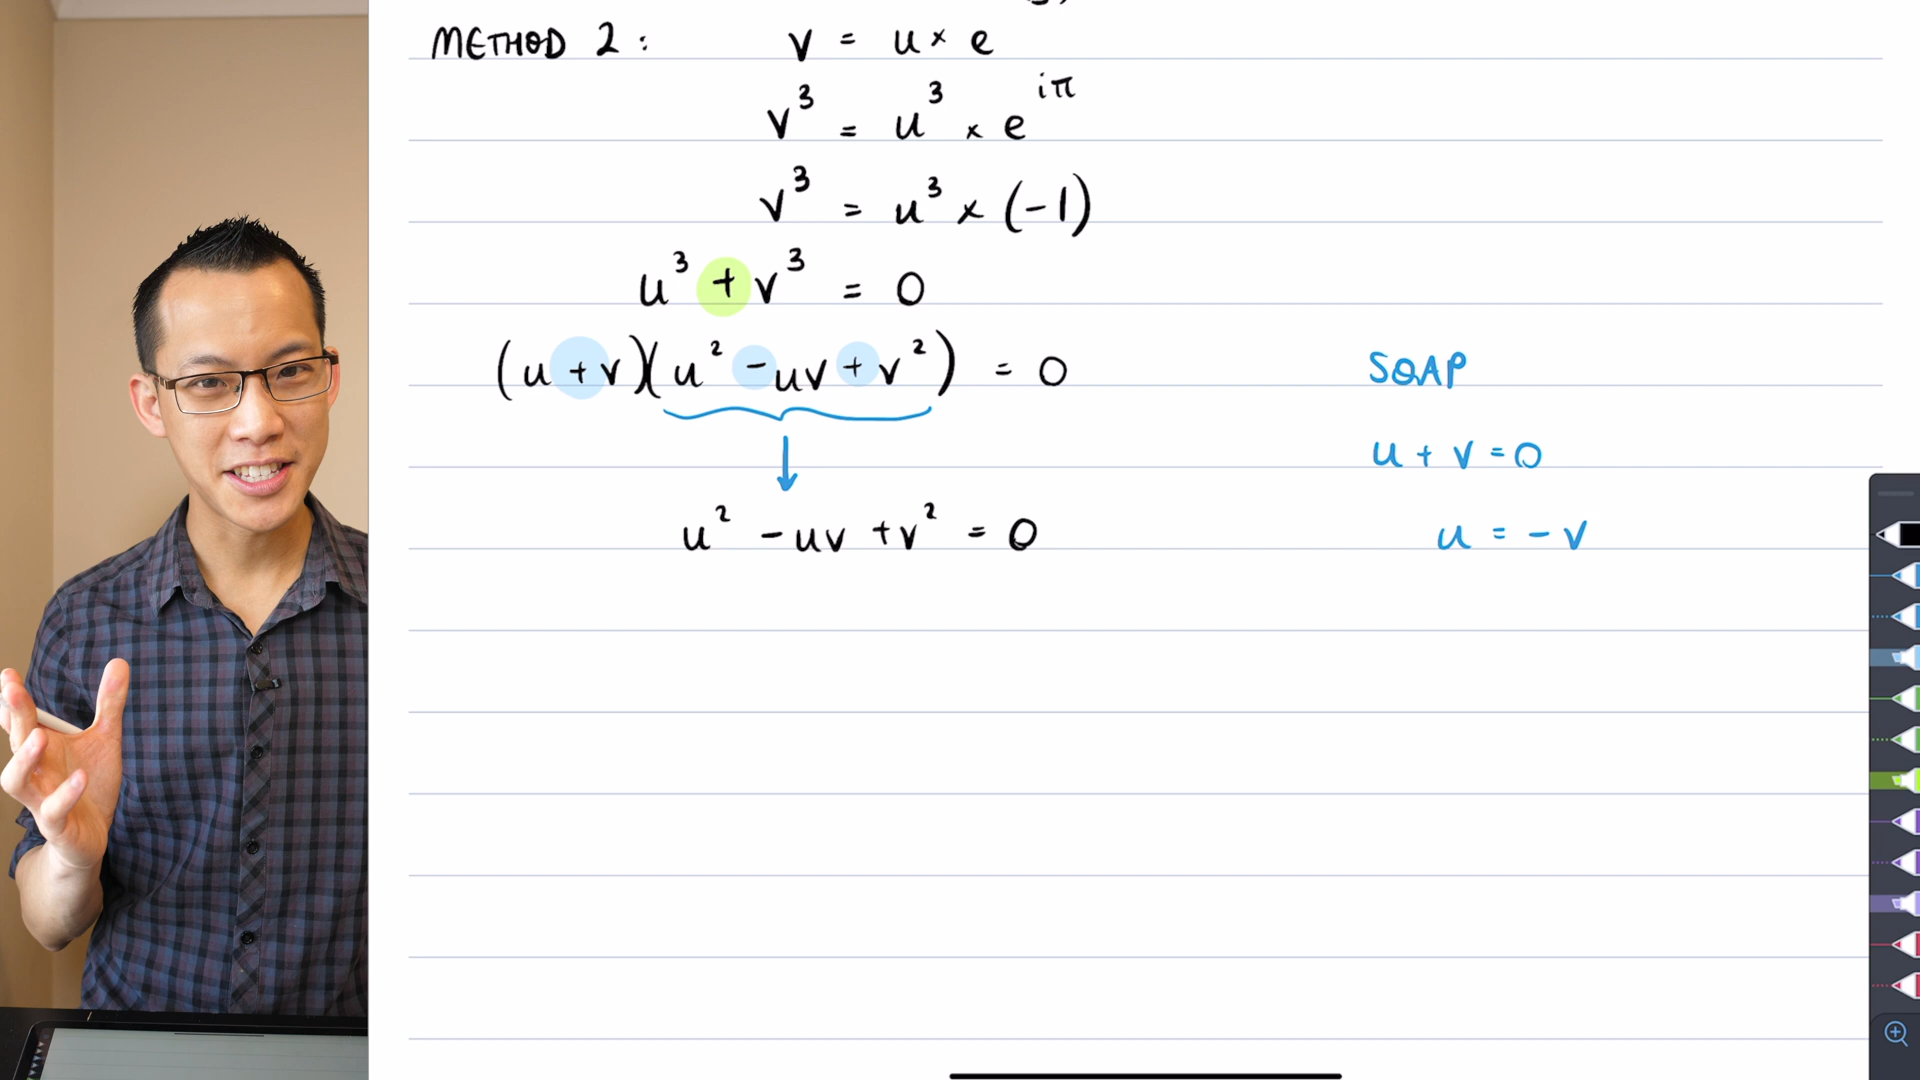 METHOD 2 : v = u × e
v³ = u³ × e^iπ
v³ = u³ × (-1)
u³ + v³ = 0
(u + v)(u² - uv + v²) = 0
u² - uv + v² = 0
SOAP
u + v = 0
u = - v